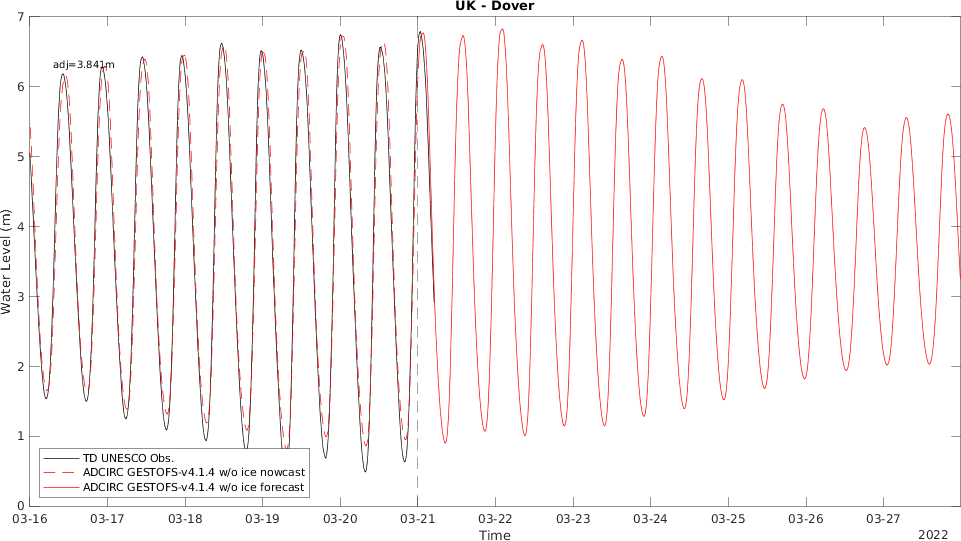 UK - Dover
adj=3.841m
Water Level (m)
7
6
5
4
3
2
1
0
TD UNESCO Obs.
ADCIRC GESTOFS-v4.1.4 w/o ice nowcast
ADCIRC GESTOFS-v4.1.4 w/o ice forecast
03-16 03-17 03-18 03-19 03-20 03-21 03-22 03-23 03-24 03-25 03-26 03-27
Time
2022